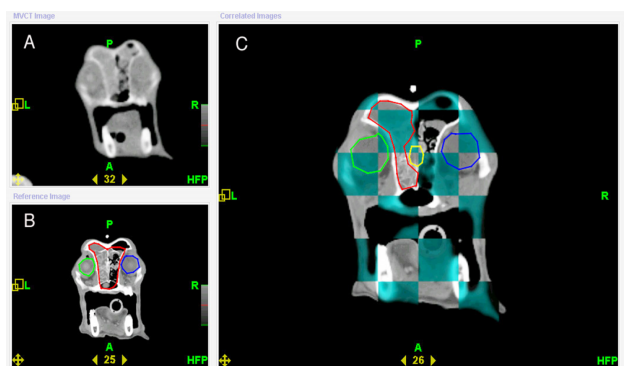 MVCT Image
A
P
L
R
A
32
HFP
Reference Image
B
P
L
R
A
25
HFP
Correlated Images
C
P
L
R
A
26
HFP